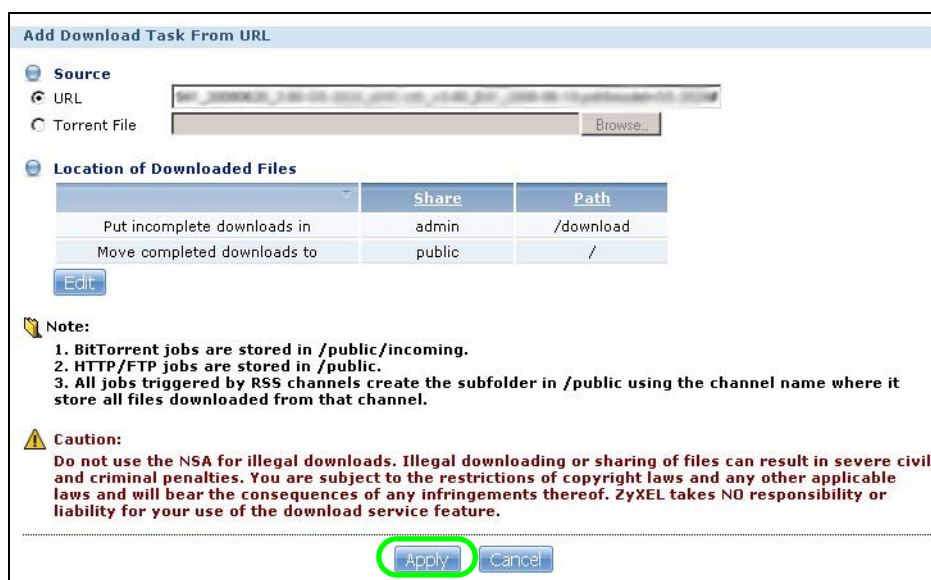 Add Download Task From URL
Source
URL
Torrent File Browse...
Location of Downloaded Files
Share Path
Put incomplete downloads in admin /download
Move completed downloads to public /
Edit
Note:
1. BitTorrent jobs are stored in /public/incoming.
2. HTTP/FTP jobs are stored in /public.
3. All jobs triggered by RSS channels create the subfolder in /public using the channel name where it
store all files downloaded from that channel.
Caution:
Do not use the NSA for illegal downloads. Illegal downloading or sharing of files can result in severe civil
and criminal penalties. You are subject to the restrictions of copyright laws and any other applicable
laws and will bear the consequences of any infringements thereof. ZyXEL takes NO responsibility or
liability for your use of the download service feature.
Apply Cancel